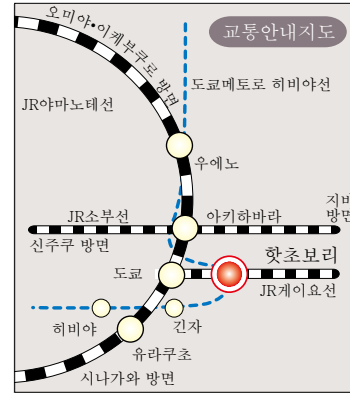 교통안내지도
오미야•이케부쿠로 방면
도쿄메토로 히비야선
JR야마노테선
우에노
지바
방면
JR소부선
아키하바라
신주쿠 방면
핫초보리
도쿄
JR게이요선
히비야
긴자
유라쿠초
시나가와 방면